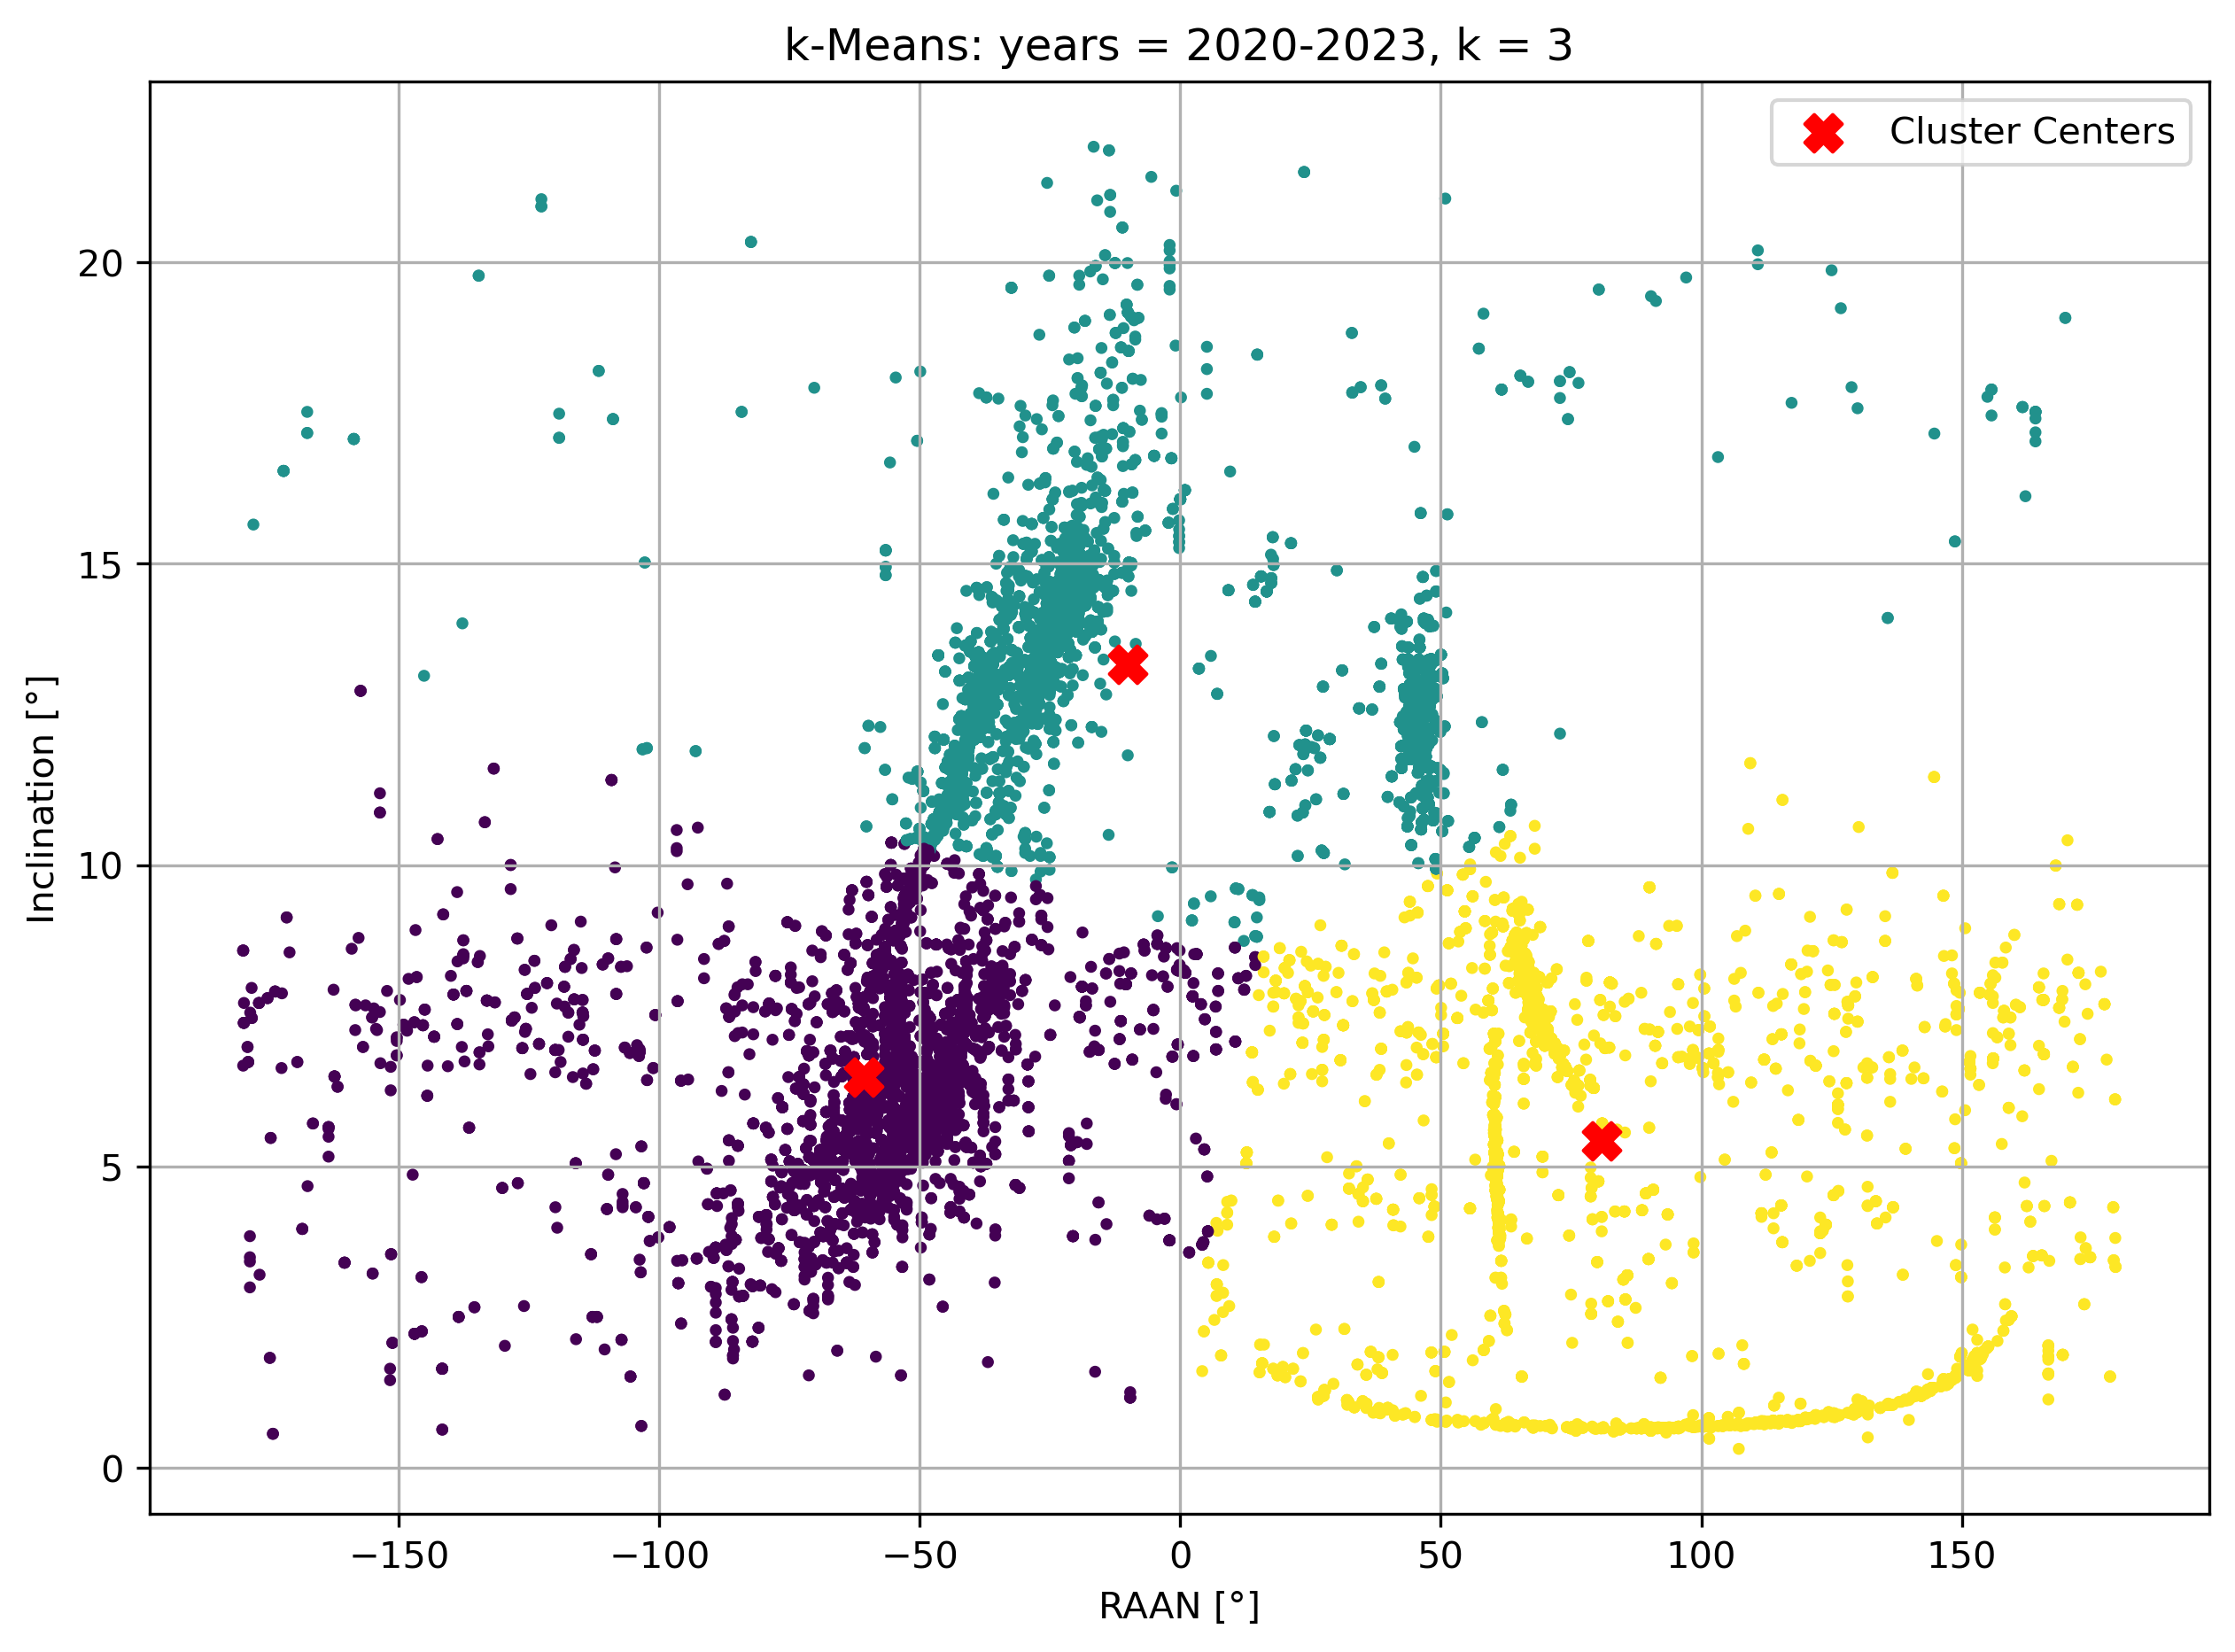 k-Means: years = 2020-2023, k = 3
Cluster Centers
Inclination [°]
20
15
10
5
0
−150 −100 −50 0 50 100 150
RAAN [°]